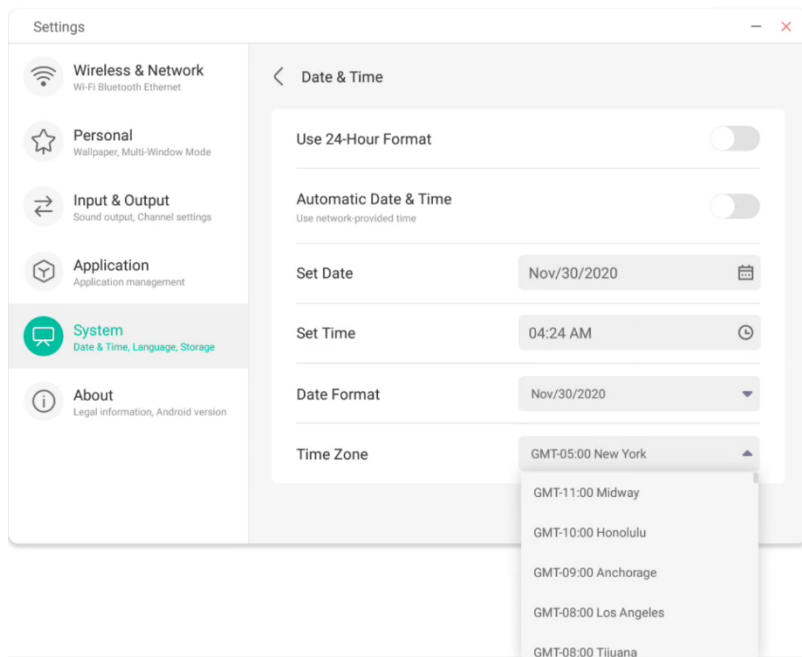 Settings
Wireless & Network
Wi-Fi Bluetooth Ethernet
Personal
Wallpaper, Multi-Window Mode
Input & Output
Sound output, Channel settings
Application
Application management
System
Date & Time, Language, Storage
About
Legal information, Android version
Date & Time
Use 24-Hour Format
Automatic Date & Time
Use network-provided time
Set Date Nov/30/2020
Set Time 04:24 AM
Date Format Nov/30/2020
Time Zone GMT-05:00 New York
GMT-11:00 Midway
GMT-10:00 Honolulu
GMT-09:00 Anchorage
GMT-08:00 Los Angeles
GMT-08:00 Tijuana